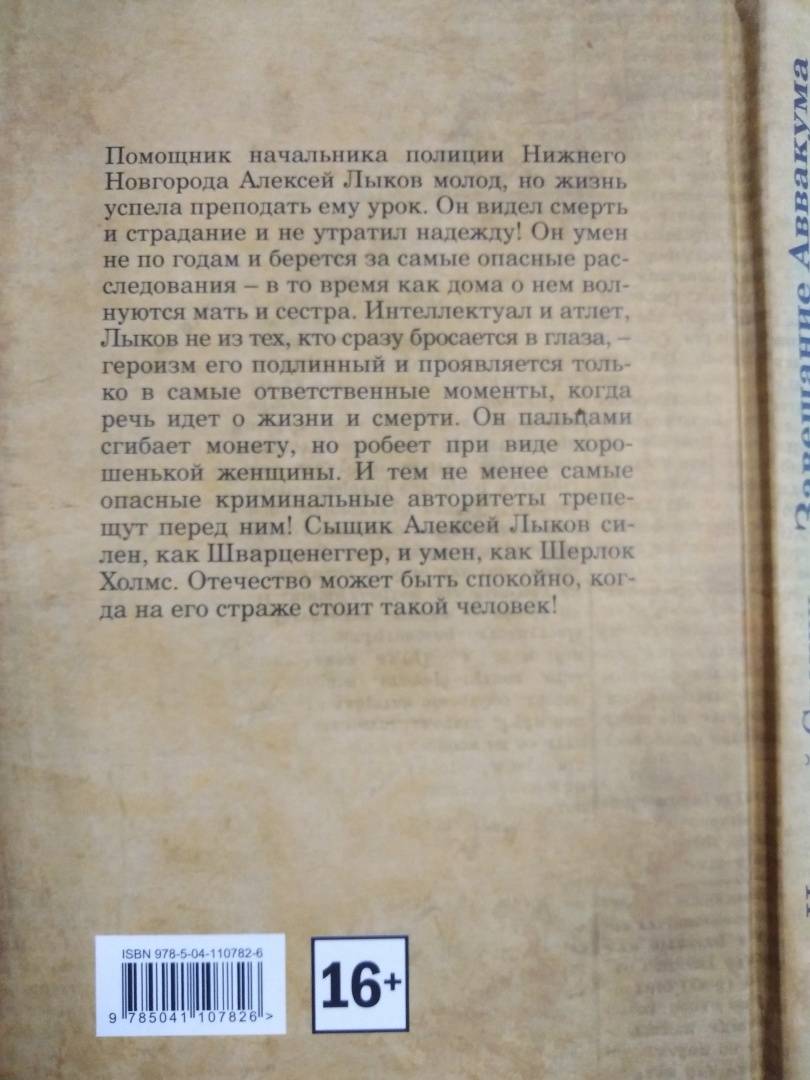 Помощник начальника полиции Нижнего
Новгорода Алексей Лыков молод, но жизнь
успела преподать ему урок. Он видел смерть
и страдание и не утратил надежду! Он умен
не по годам и берется за самые опасные рас-
следования – в то время как дома о нем вол-
нуются мать и сестра. Интеллектуал и атлет,
Лыков не из тех, кто сразу бросается в глаза, –
героизм его подлинный и проявляется толь-
ко в самые ответственные моменты, когда
речь идет о жизни и смерти. Он пальцами
сгибает монету, но робеет при виде хоро-
шенькой женщины. И тем не менее самые
опасные криминальные авторитеты трепе-
щут перед ним! Сыщик Алексей Лыков си-
лен, как Шварценеггер, и умен, как Шерлок
Холмс. Отечество может быть спокойно, ког-
да на его страже стоит такой человек!
ISBN 978-5-04-110782-6
9 785041 107826 >
16+
Завещание Аввакума